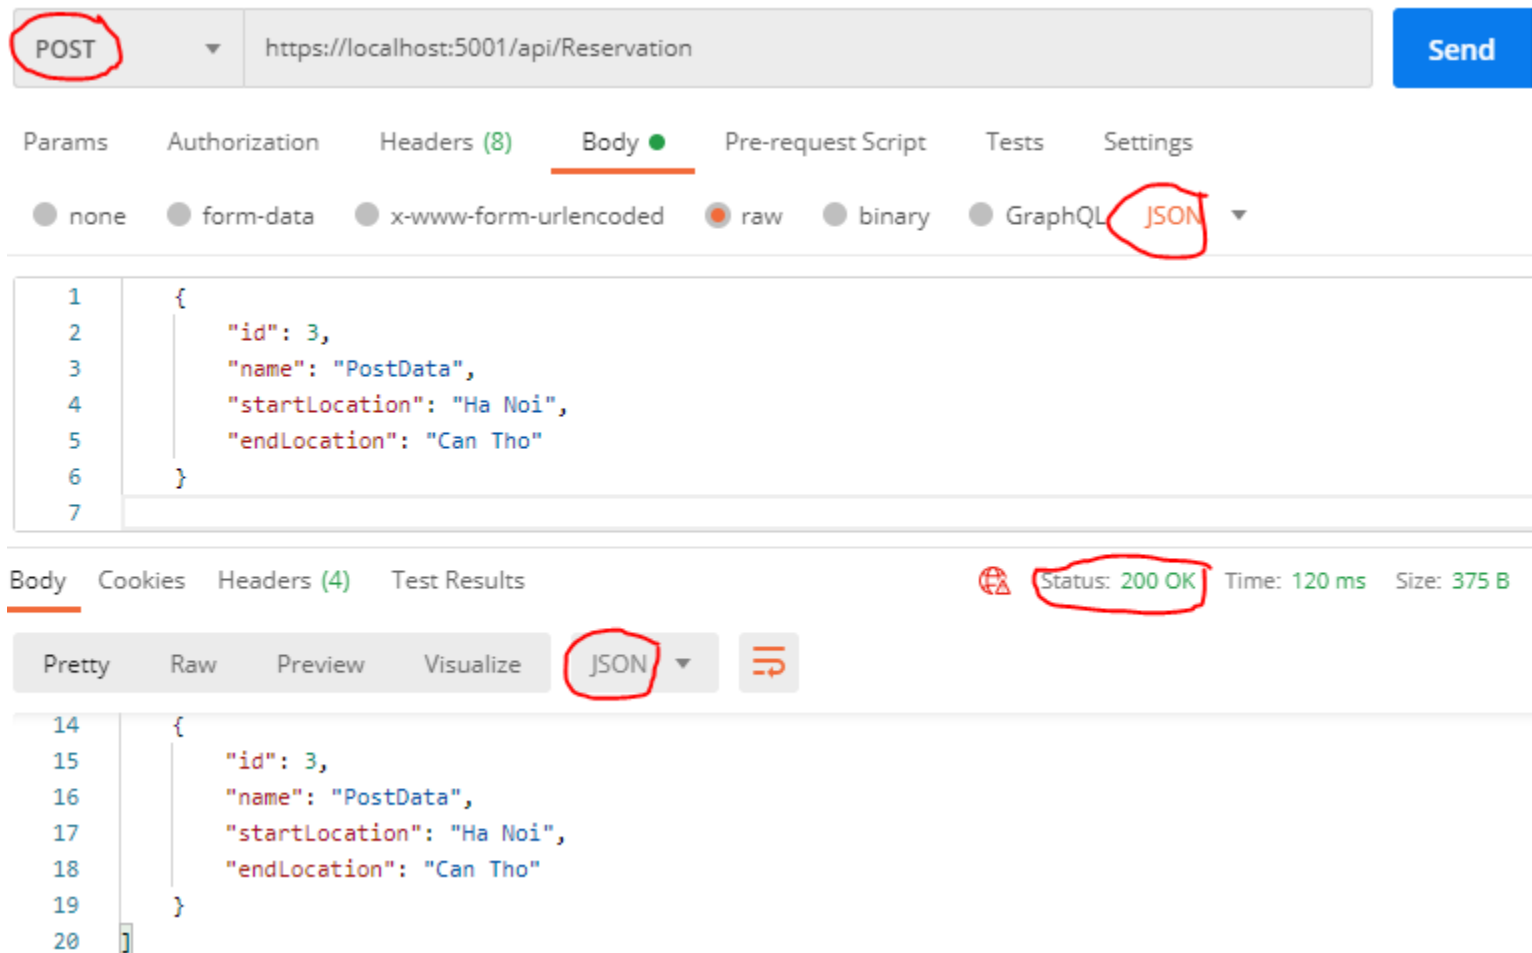 POST https://localhost:5001/api/Reservation Send
Params Authorization Headers (8) Body Pre-request Script Tests Settings
none form-data x-www-form-urlencoded raw binary GraphQL JSON
1 {
2 "id": 3,
3 "name": "PostData",
4 "startLocation": "Ha Noi",
5 "endLocation": "Can Tho"
6 }
7
Body Cookies Headers (4) Test Results Status: 200 OK Time: 120 ms Size: 375 B
Pretty Raw Preview Visualize JSON
14 {
15 "id": 3,
16 "name": "PostData",
17 "startLocation": "Ha Noi",
18 "endLocation": "Can Tho"
19 }
20 ]